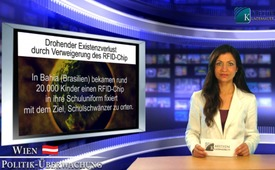 Drohender Existenzverlust
durch Verweigerung des RFID-Chip
In Bahia (Brasilien) bekamen rund
20.000 Kinder einen RFID-Chip
in ihre Schuluniform fixiert
mit dem Ziel, Schulschwänzer zu orten.
WIEN
POLITIK-ÜBERWACHUNG